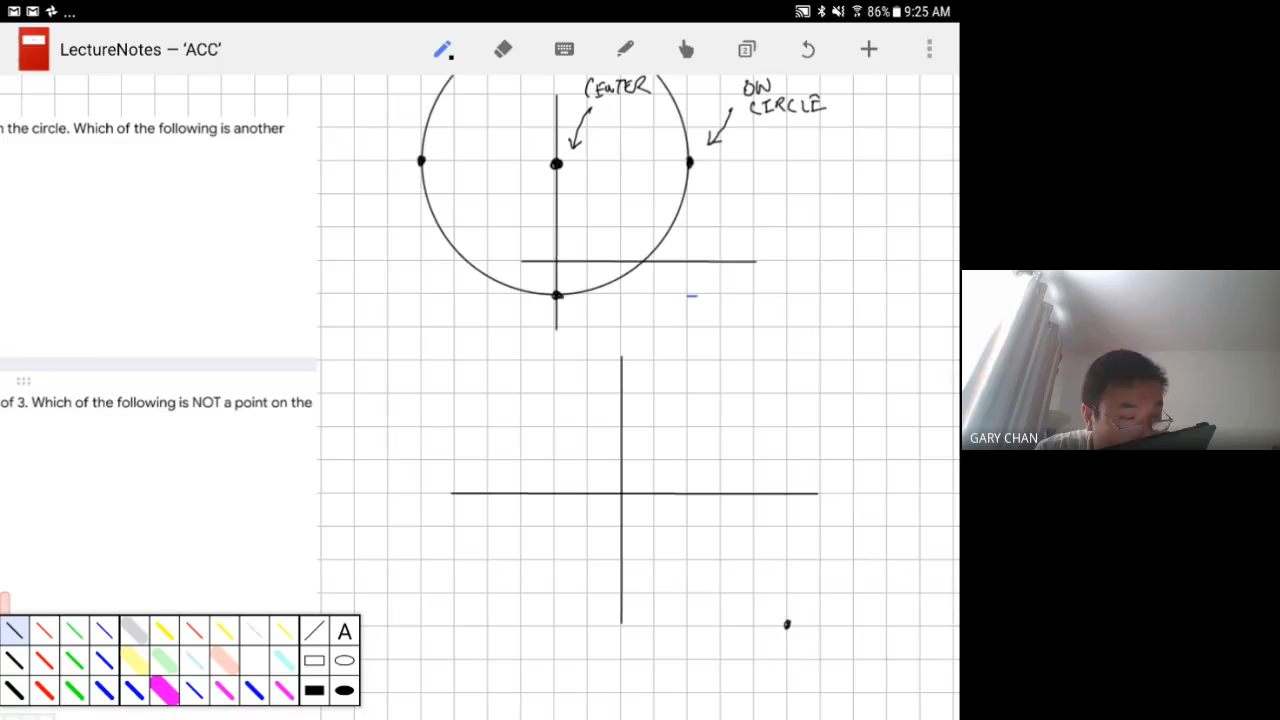 ... 86% 9:25 AM
LectureNotes – ‘ACC’
2
CENTER
ON
CIRCLE
n the circle. Which of the following is another
of 3. Which of the following is NOT a point on the
A
GARY CHAN